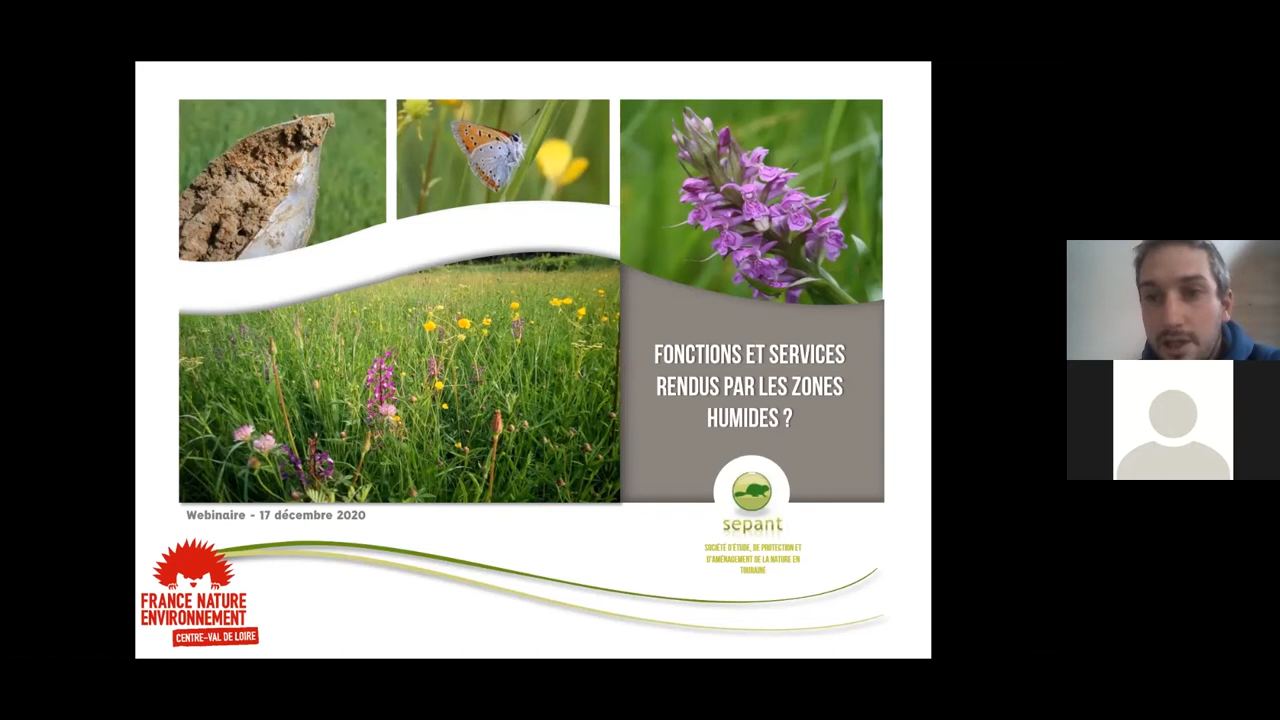 FONCTIONS ET SERVICES
RENDUS PAR LES ZONES
HUMIDES ?
Webinaire - 17 décembre 2020
sepant
SOCIÉTÉ D'ÉTUDE, DE PROTECTION ET
D'AMÉNAGEMENT DE LA NATURE EN
TOURAINE
FRANCE NATURE
ENVIRONNEMENT
CENTRE-VAL DE LOIRE